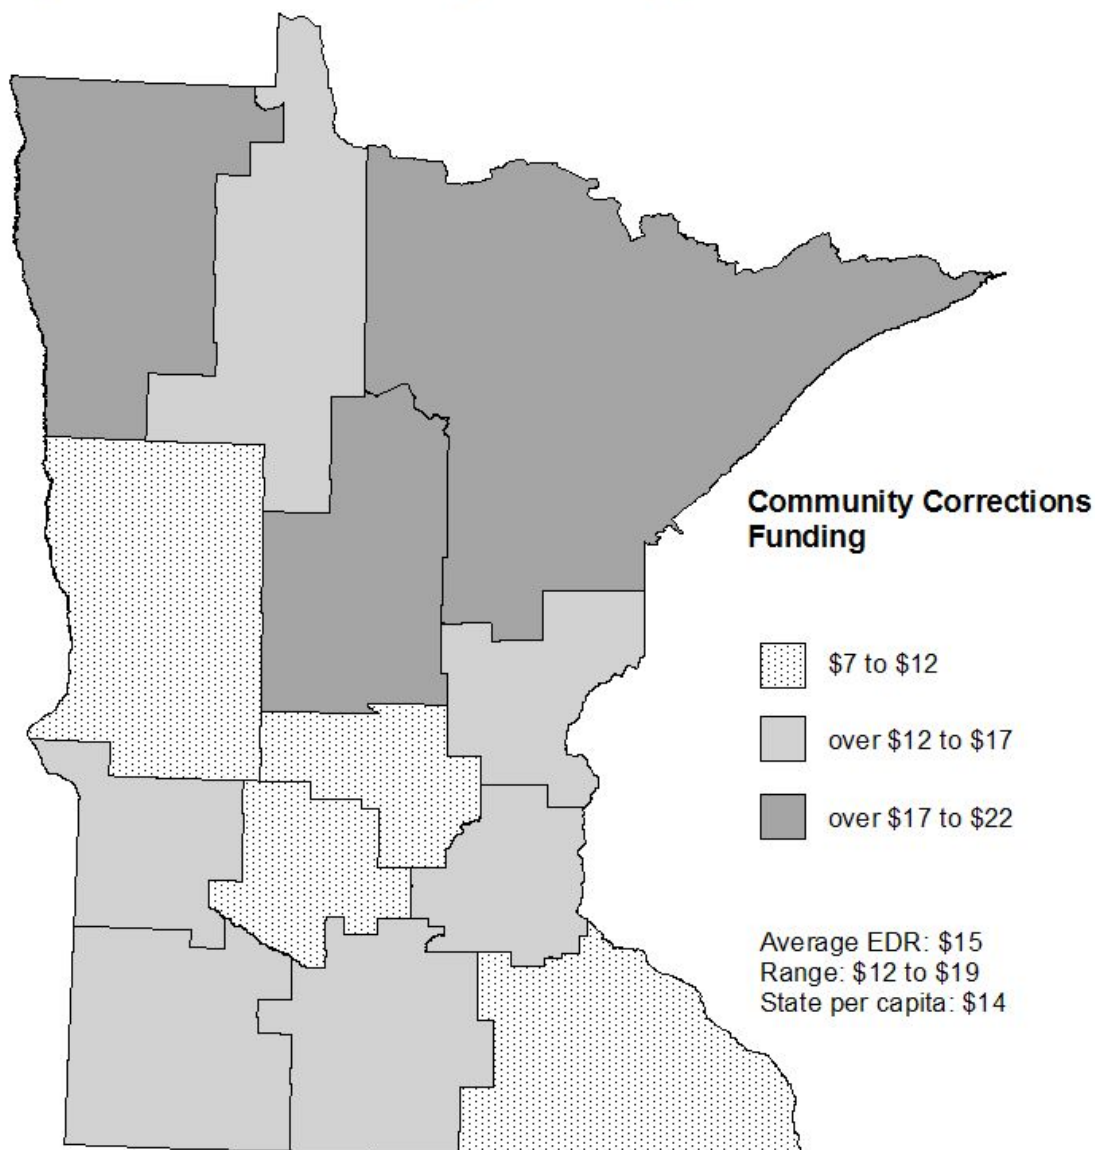 Community Corrections
Funding
$7 to $12
over $12 to $17
over $17 to $22
Average EDR: $15
Range: $12 to $19
State per capita: $14